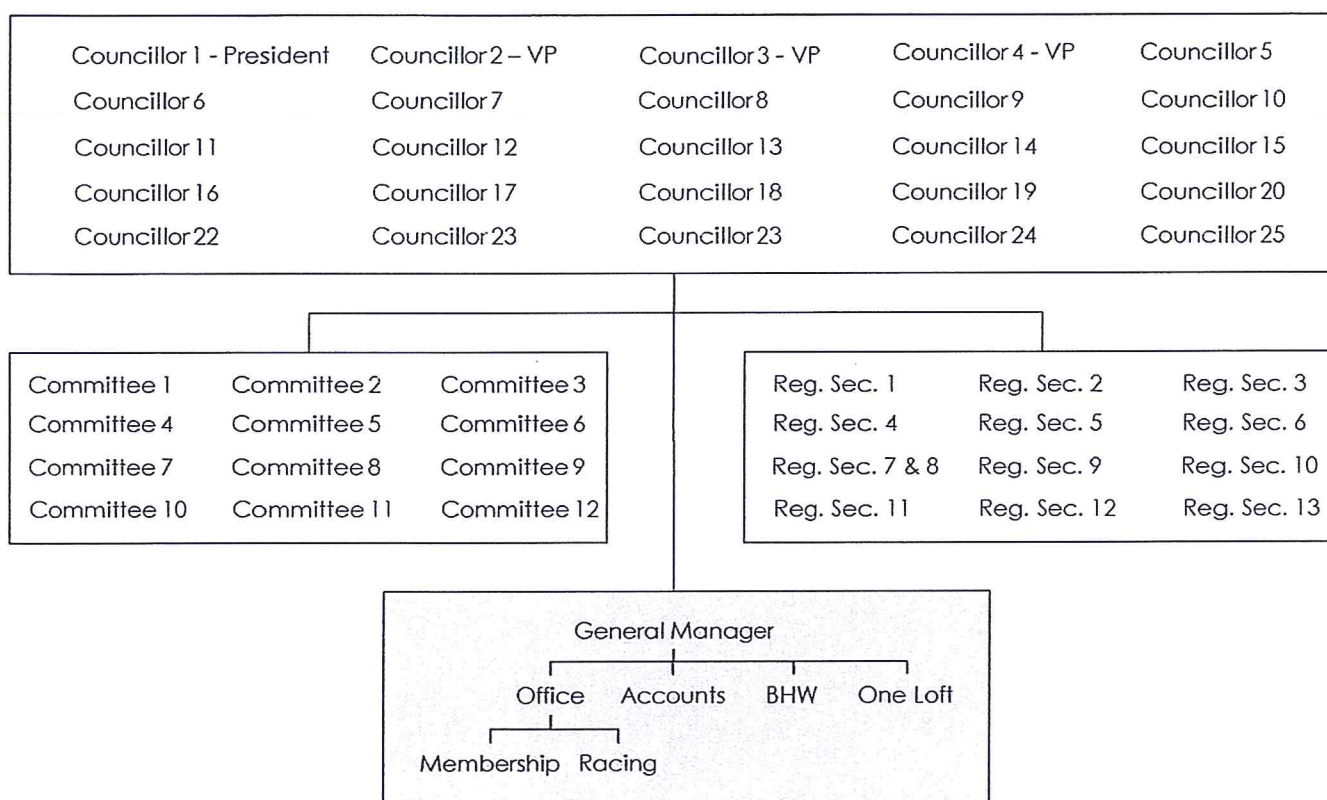 Councillor 1 - President Councillor 2 – VP Councillor 3 - VP Councillor 4 - VP Councillor 5
Councillor 6 Councillor 7 Councillor 8 Councillor 9 Councillor 10
Councillor 11 Councillor 12 Councillor 13 Councillor 14 Councillor 15
Councillor 16 Councillor 17 Councillor 18 Councillor 19 Councillor 20
Councillor 22 Councillor 23 Councillor 23 Councillor 24 Councillor 25
Committee 1 Committee 2 Committee 3
Committee 4 Committee 5 Committee 6
Committee 7 Committee 8 Committee 9
Committee 10 Committee 11 Committee 12
Reg. Sec. 1 Reg. Sec. 2 Reg. Sec. 3
Reg. Sec. 4 Reg. Sec. 5 Reg. Sec. 6
Reg. Sec. 7 & 8 Reg. Sec. 9 Reg. Sec. 10
Reg. Sec. 11 Reg. Sec. 12 Reg. Sec. 13
General Manager
Office Accounts BHW One Loft
Membership Racing